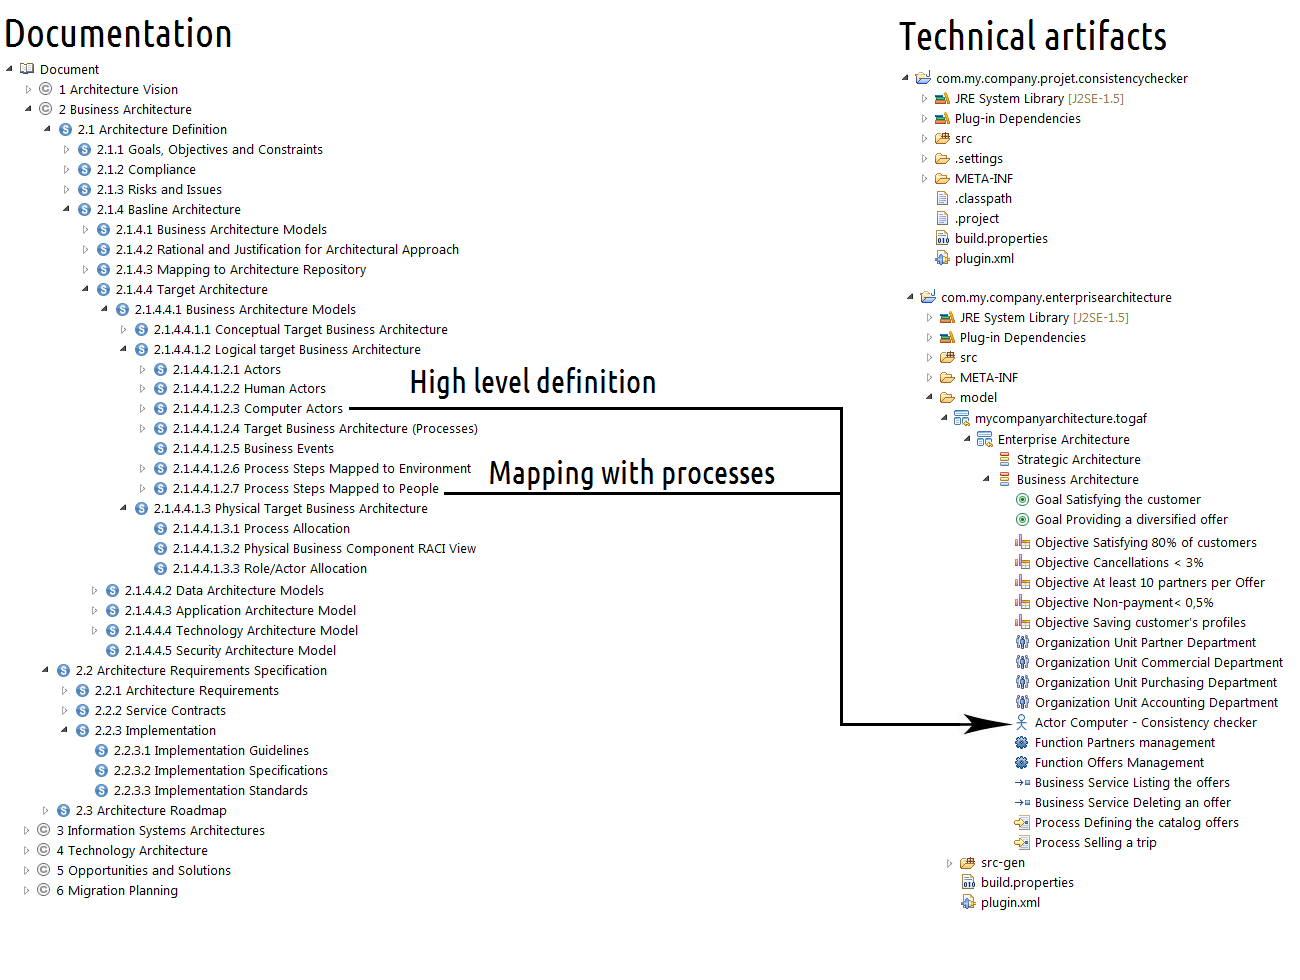 Documentation
Document
1 Architecture Vision
2 Business Architecture
2.1 Architecture Definition
2.1.1 Goals, Objectives and Constraints
2.1.2 Compliance
2.1.3 Risks and Issues
2.1.4 Basline Architecture
2.1.4.1 Business Architecture Models
2.1.4.2 Rational and Justification for Architectural Approach
2.1.4.3 Mapping to Architecture Repository
2.1.4.4 Target Architecture
2.1.4.4.1 Business Architecture Models
2.1.4.4.1.1 Conceptual Target Business Architecture
2.1.4.4.1.2 Logical target Business Architecture
2.1.4.4.1.2.1 Actors
2.1.4.4.1.2.2 Human Actors
2.1.4.4.1.2.3 Computer Actors
2.1.4.4.1.2.4 Target Business Architecture (Processes)
2.1.4.4.1.2.5 Business Events
2.1.4.4.1.2.6 Process Steps Mapped to Environment
2.1.4.4.1.2.7 Process Steps Mapped to People
2.1.4.4.1.3 Physical Target Business Architecture
2.1.4.4.1.3.1 Process Allocation
2.1.4.4.1.3.2 Physical Business Component RACI View
2.1.4.4.1.3.3 Role/Actor Allocation
2.1.4.4.2 Data Architecture Models
2.1.4.4.3 Application Architecture Model
2.1.4.4.4 Technology Architecture Model
2.1.4.4.5 Security Architecture Model
2.2 Architecture Requirements Specification
2.2.1 Architecture Requirements
2.2.2 Service Contracts
2.2.3 Implementation
2.2.3.1 Implementation Guidelines
2.2.3.2 Implementation Specifications
2.2.3.3 Implementation Standards
2.3 Architecture Roadmap
3 Information Systems Architectures
4 Technology Architecture
5 Opportunities and Solutions
6 Migration Planning
High level definition
Mapping with processes
Technical artifacts
com.my.company.projet.consistencychecker
JRE System Library [J2SE-1.5]
Plug-in Dependencies
src
.settings
META-INF
.classpath
.project
build.properties
plugin.xml
com.my.company.enterprisearchitecture
JRE System Library [J2SE-1.5]
Plug-in Dependencies
src
META-INF
model
mycompanyarchitecture.togaf
Enterprise Architecture
Strategic Architecture
Business Architecture
Goal Satisfying the customer
Goal Providing a diversified offer
Objective Satisfying 80% of customers
Objective Cancellations < 3%
Objective At least 10 partners per Offer
Objective Non-payment< 0,5%
Objective Saving customer's profiles
Organization Unit Partner Department
Organization Unit Commercial Department
Organization Unit Purchasing Department
Organization Unit Accounting Department
Actor Computer - Consistency checker
Function Partners management
Function Offers Management
Business Service Listing the offers
Business Service Deleting an offer
Process Defining the catalog offers
Process Selling a trip
src-gen
build.properties
plugin.xml